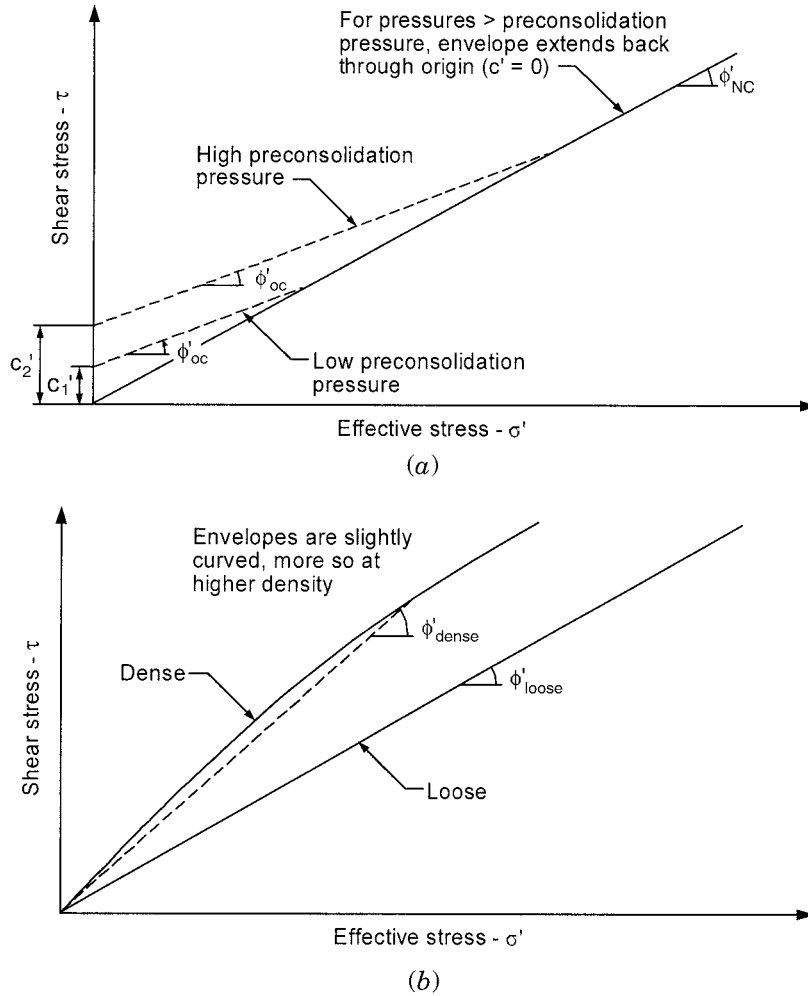 For pressures > preconsolidation
pressure, envelope extends back
through origin (c' = 0)
ϕ'NC
High preconsolidation
pressure
Shear stress - τ
ϕ'oc
ϕ'oc
Low preconsolidation
pressure
c2'
c1'
Effective stress - σ'
(a)
Envelopes are slightly
curved, more so at
higher density
ϕ'dense
Dense
ϕ'loose
Loose
Shear stress - τ
Effective stress - σ'
(b)